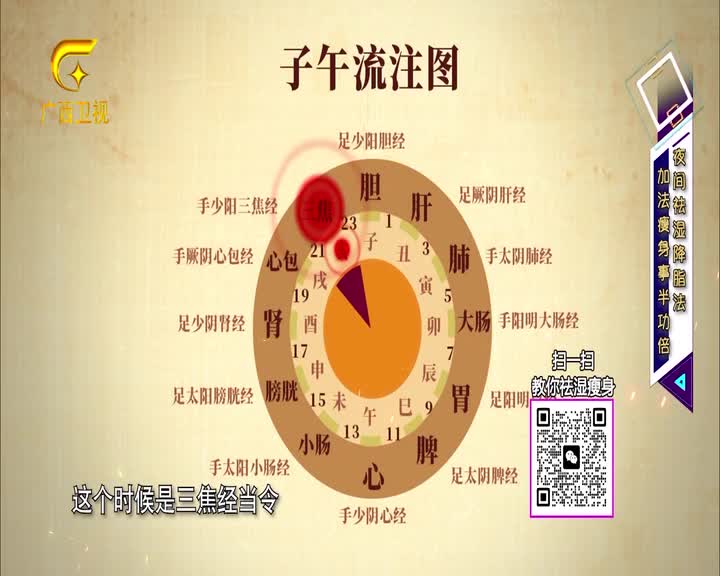 子午流注图
广西卫视
夜间祛湿降脂法
加法瘦身事半功倍
足少阳胆经
手少阳三焦经
足厥阴肝经
手厥阴心包经
手太阴肺经
足少阴肾经
手阳明大肠经
足太阳膀胱经
足阳明
手太阳小肠经
足太阴脾经
手少阴心经
胆
肝
肺
大肠
胃
脾
心
小肠
膀胱
肾
心包
三焦
23
1
3
5
7
9
11
13
15
17
19
21
子
丑
寅
卯
辰
巳
午
未
申
酉
戌
扫一扫
教你祛湿瘦身
这个时候是三焦经当令